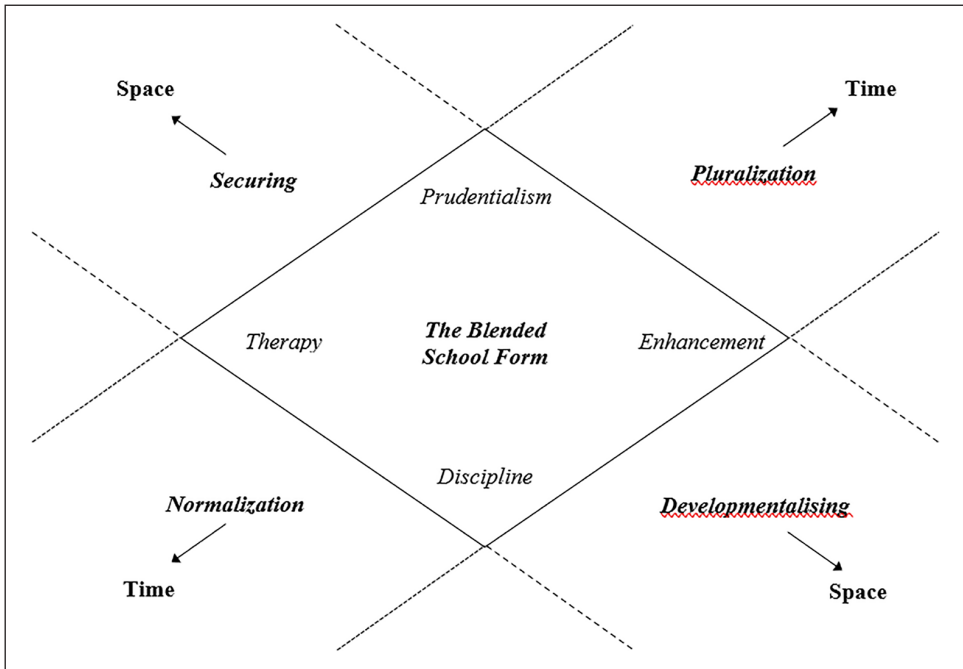 Space
Time
Securing
Pluralization
Prudentialism
Therapy
The Blended
School Form
Enhancement
Discipline
Normalization
Developmentalising
Time
Space